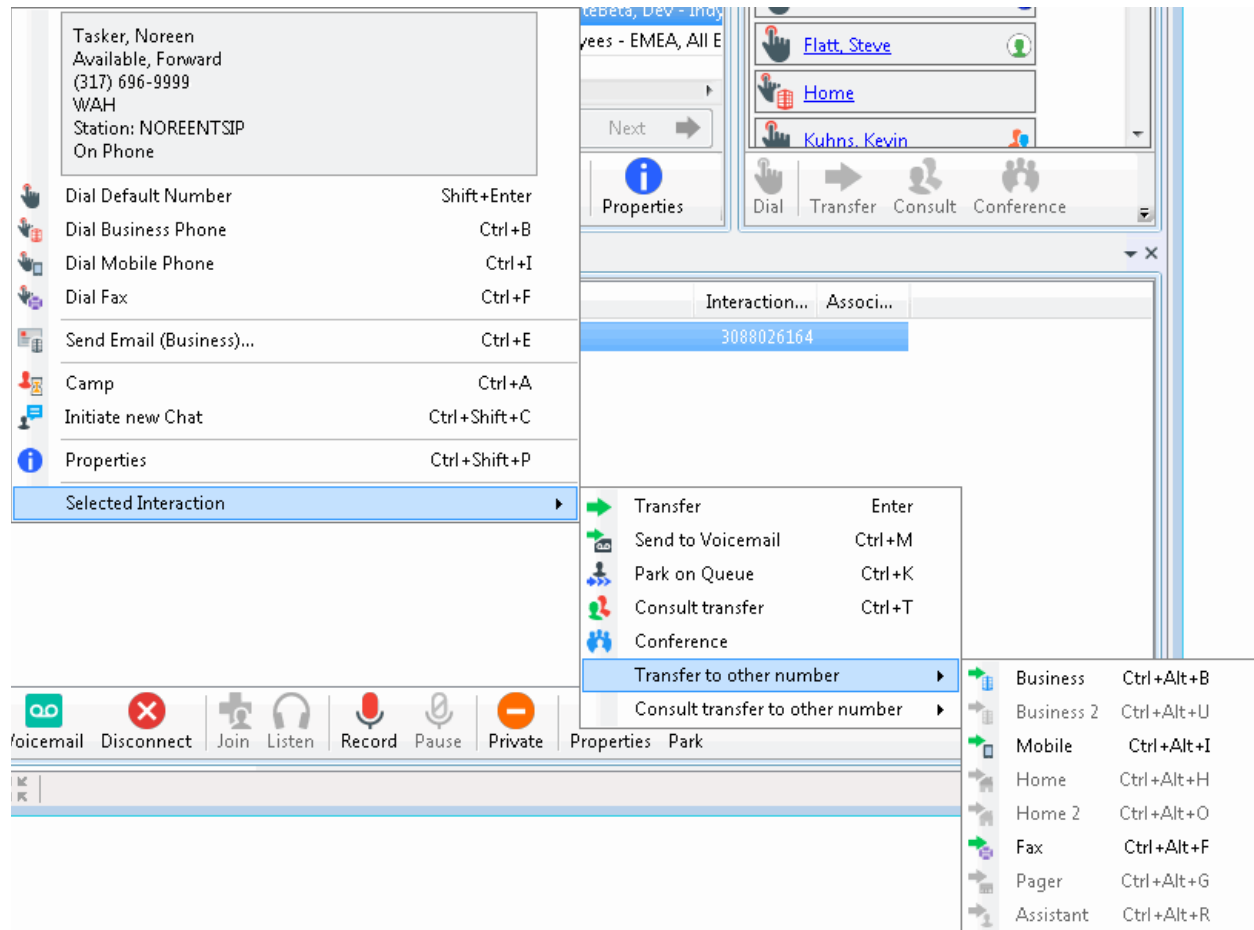 Tasker, Noreen
Available, Forward
(317) 696-9999
WAH
Station: NOREENTSIP
On Phone
Dial Default Number Shift+Enter
Dial Business Phone Ctrl+B
Dial Mobile Phone Ctrl+I
Dial Fax Ctrl+F
Send Email (Business)... Ctrl+E
Camp Ctrl+A
Initiate new Chat Ctrl+Shift+C
Properties Ctrl+Shift+P
Selected Interaction
teBeta, Dev - Indy
yees - EMEA, All E
Next
Properties
Flatt, Steve
Home
Kuhns, Kevin
Dial Transfer Consult Conference
Interaction... Associ...
3088026164
Transfer Enter
Send to Voicemail Ctrl+M
Park on Queue Ctrl+K
Consult transfer Ctrl+T
Conference
Transfer to other number
Consult transfer to other number
Business Ctrl+Alt+B
Business 2 Ctrl+Alt+U
Mobile Ctrl+Alt+I
Home Ctrl+Alt+H
Home 2 Ctrl+Alt+O
Fax Ctrl+Alt+F
Pager Ctrl+Alt+G
Assistant Ctrl+Alt+R
Voicemail Disconnect Join Listen Record Pause Private Properties Park